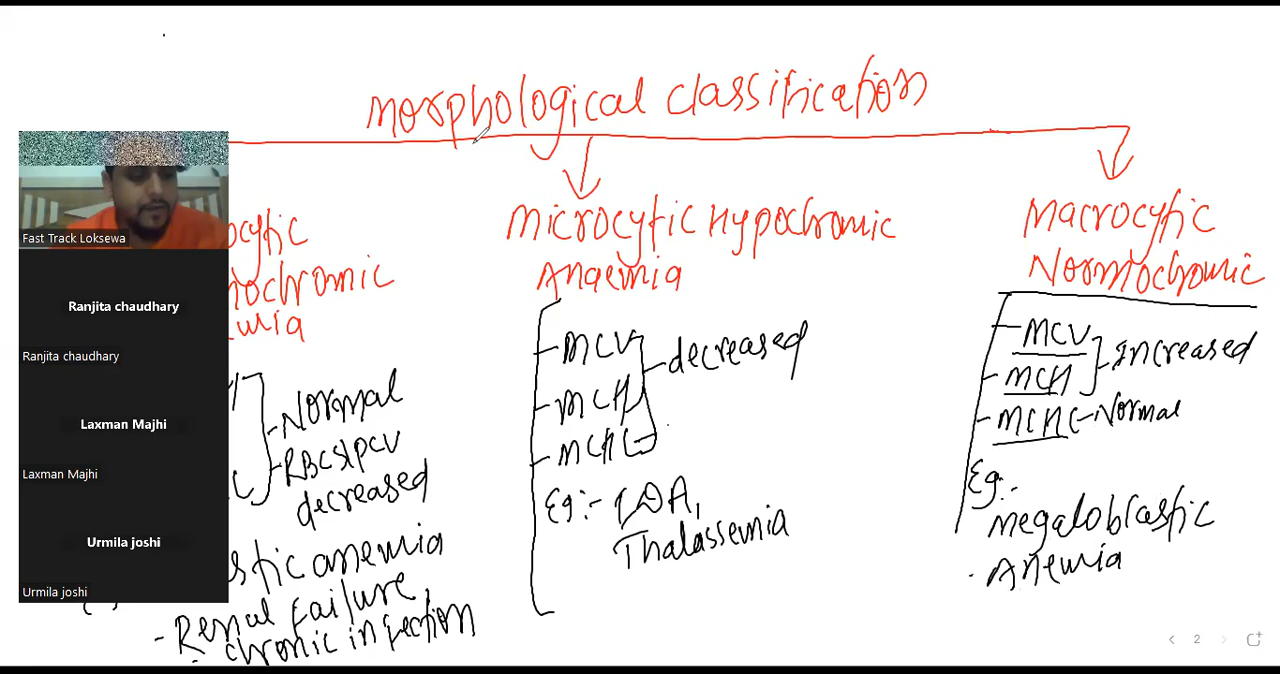 Morphological classification
ocytic
mochromic
mia
Normal
RBCs/PCV
decreased
stic anemia
- Renal failure,
- chronic infection
Microcytic Hypochromic
Anaemia
- MCV
- MCH
- MCHC
decreased
Eg:- IDA,
Thalassemia
Macrocytic
Normochromic
- MCV
- MCH
increased
- MCHC - Normal
Eg:-
megaloblastic
Anemia
Fast Track Loksewa
Ranjita chaudhary
Ranjita chaudhary
Laxman Majhi
Laxman Majhi
Urmila joshi
Urmila joshi
2